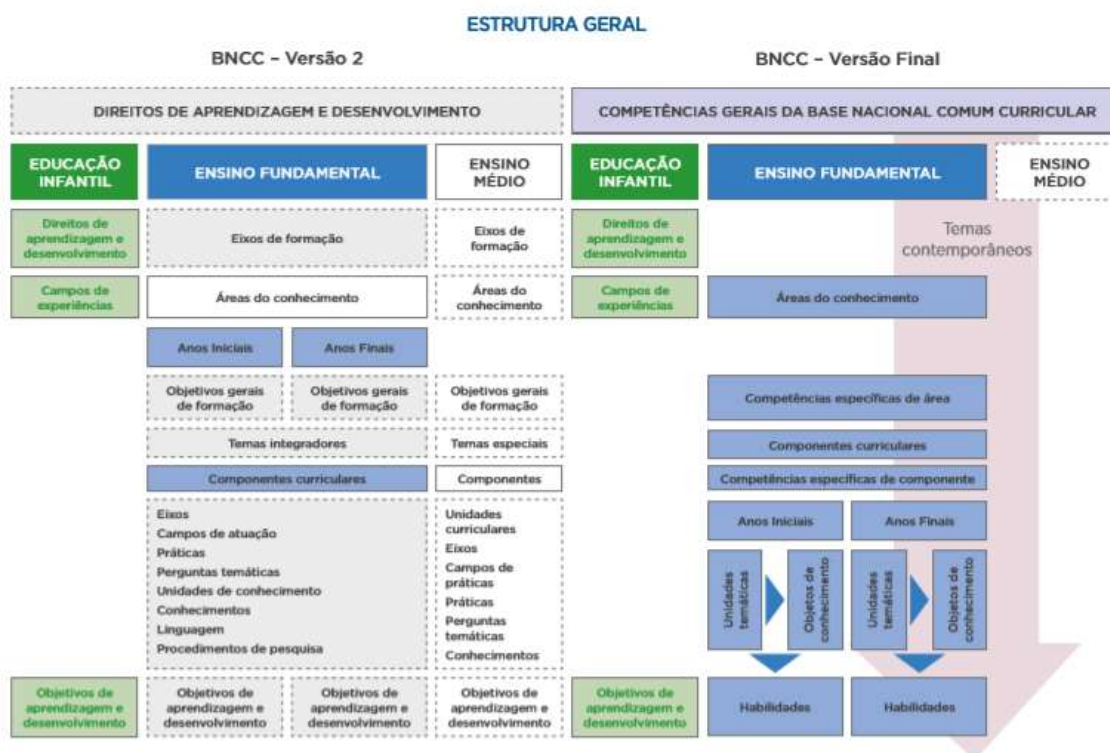 ESTRUTURA GERAL
BNCC – Versão 2
DIREITOS DE APRENDIZAGEM E DESENVOLVIMENTO
EDUCAÇÃO
INFANTIL
ENSINO FUNDAMENTAL
ENSINO
MÉDIO
Direitos de
aprendizagem e
desenvolvimento
Eixos de formação
Eixos de
formação
Campos de
experiências
Áreas do conhecimento
Áreas do
conhecimento
Anos Iniciais
Anos Finais
Objetivos gerais
de formação
Objetivos gerais
de formação
Objetivos gerais
de formação
Temas integradores
Temas especiais
Componentes curriculares
Componentes
Eixos
Campos de atuação
Práticas
Perguntas temáticas
Unidades de conhecimento
Conhecimentos
Linguagem
Procedimentos de pesquisa
Unidades
curriculares
Eixos
Campos de
práticas
Práticas
Perguntas
temáticas
Conhecimentos
Objetivos de
aprendizagem e
desenvolvimento
Objetivos de
aprendizagem e
desenvolvimento
Objetivos de
aprendizagem e
desenvolvimento
Objetivos de
aprendizagem e
desenvolvimento
BNCC – Versão Final
COMPETÊNCIAS GERAIS DA BASE NACIONAL COMUM CURRICULAR
EDUCAÇÃO
INFANTIL
ENSINO FUNDAMENTAL
ENSINO
MÉDIO
Direitos de
aprendizagem e
desenvolvimento
Temas
contemporâneos
Campos de
experiências
Áreas do conhecimento
Competências específicas de área
Componentes curriculares
Competências específicas de componente
Anos Iniciais
Anos Finais
Unidades
temáticas
Objetos de
conhecimento
Unidades
temáticas
Objetos de
conhecimento
Objetivos de
aprendizagem e
desenvolvimento
Habilidades
Habilidades